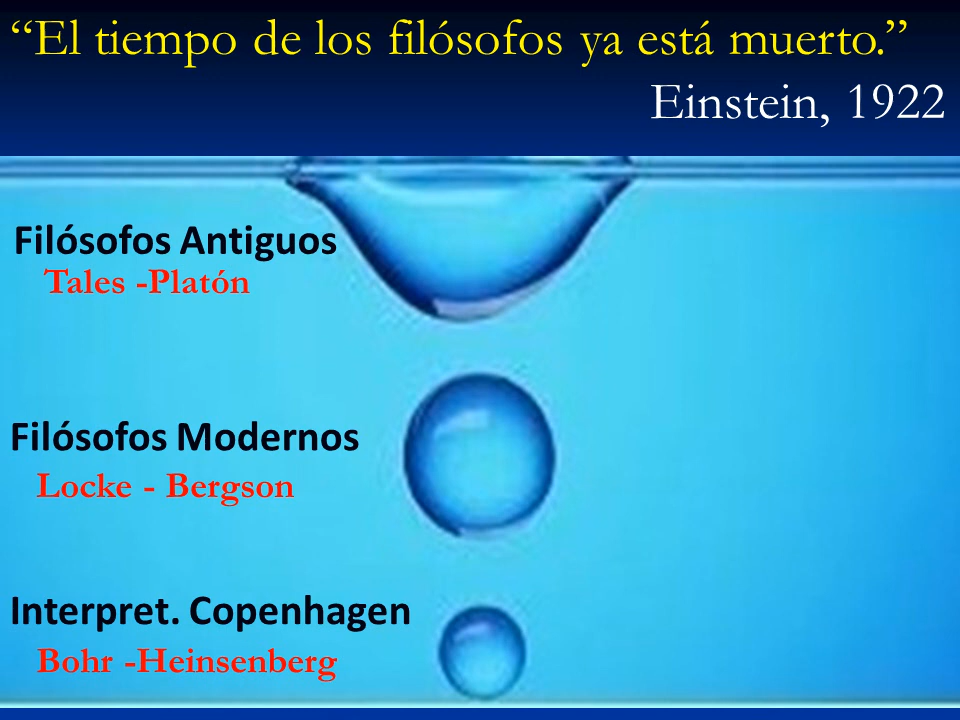 “El tiempo de los filósofos ya está muerto.”
Einstein, 1922
Filósofos Antiguos
Tales -Platón
Filósofos Modernos
Locke - Bergson
Interpret. Copenhagen
Bohr -Heinsenberg